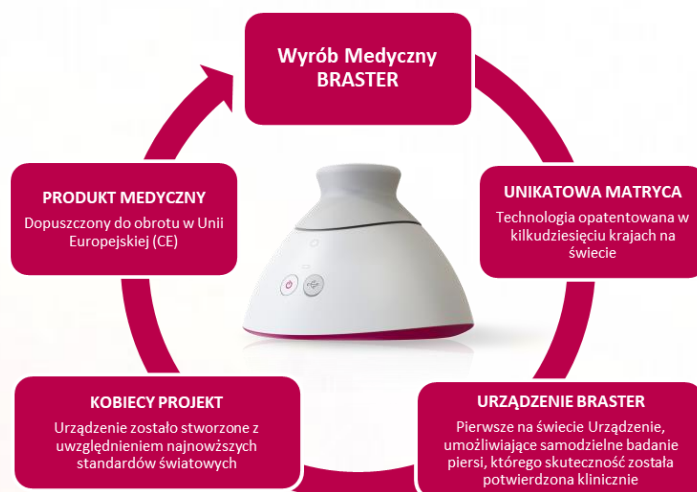 Wyrób Medyczny
BRASTER
PRODUKT MEDYCZNY
Dopuszczony do obrotu w Unii
Europejskiej (CE)
UNIKATOWA MATRYCA
Technologia opatentowana w
kilkudziesięciu krajach na
świecie
KOBIECY PROJEKT
Urządzenie zostało stworzone z
uwzględnieniem najnowszych
standardów światowych
URZĄDZENIE BRASTER
Pierwsze na świecie Urządzenie,
umożliwiające samodzielne badanie
piersi, którego skuteczność została
potwierdzona klinicznie